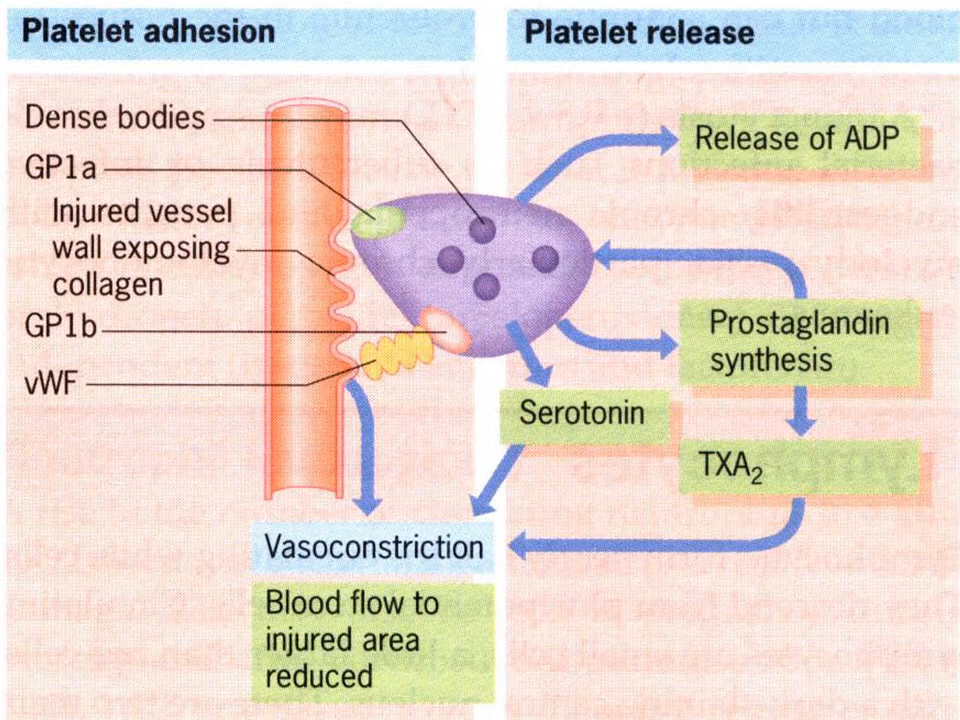 Platelet adhesion
Platelet release
Dense bodies
GP1a
Injured vessel
wall exposing
collagen
GP1b
vWF
Release of ADP
Prostaglandin
synthesis
Serotonin
TXA₂
Vasoconstriction
Blood flow to
injured area
reduced